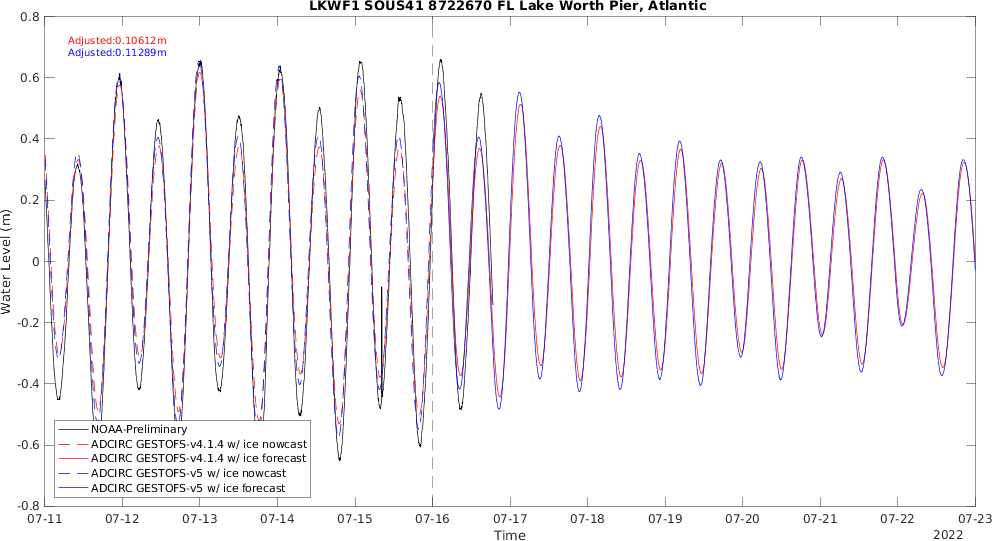 LKWF1 SOUS41 8722670 FL Lake Worth Pier, Atlantic
0.8
Adjusted:0.10612m
Adjusted:0.11289m
0.6
0.4
0.2
0
-0.2
-0.4
-0.6
-0.8
Water Level (m)
NOAA-Preliminary
ADCIRC GESTOFS-v4.1.4 w/ ice nowcast
ADCIRC GESTOFS-v4.1.4 w/ ice forecast
ADCIRC GESTOFS-v5 w/ ice nowcast
ADCIRC GESTOFS-v5 w/ ice forecast
07-11 07-12 07-13 07-14 07-15 07-16 07-17 07-18 07-19 07-20 07-21 07-22 07-23
Time
2022